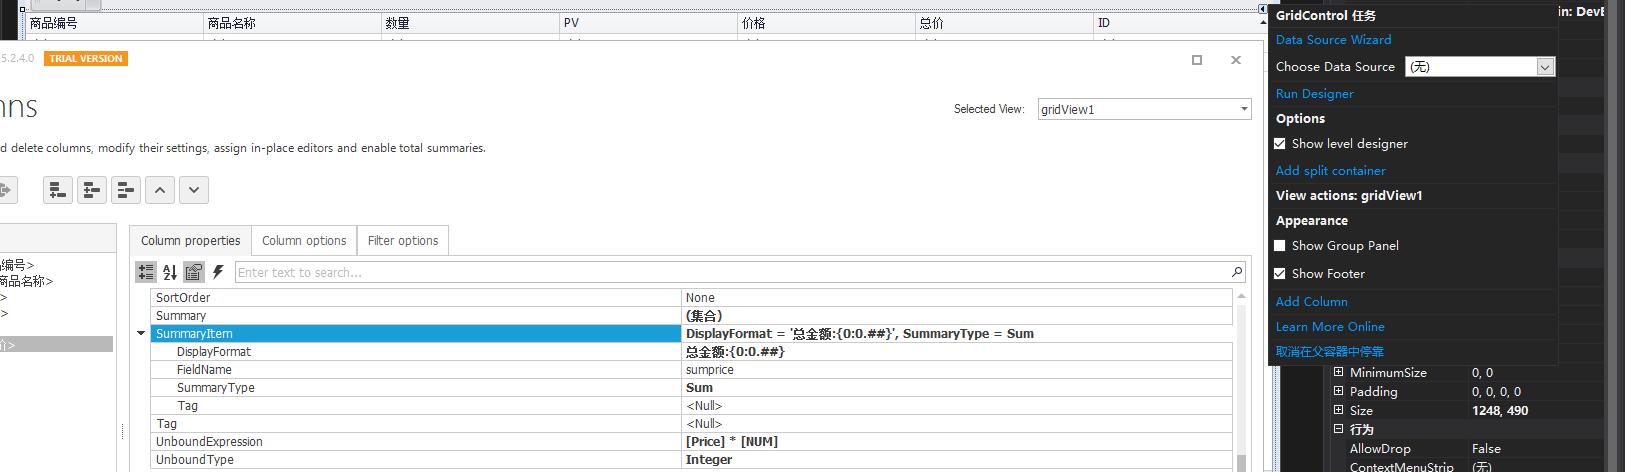 商品编号 商品名称 数量 PV 价格 总价 ID
5.2.4.0 TRIAL VERSION
nns
Selected View: gridView1
d delete columns, modify their settings, assign in-place editors and enable total summaries.
编号>
商品名称>
>
>
介>
Column properties Column options Filter options
Enter text to search...
SortOrder None
Summary (集合)
SummaryItem DisplayFormat = '总金额:{0:0.##}', SummaryType = Sum
DisplayFormat 总金额:{0:0.##}
FieldName sumprice
SummaryType Sum
Tag <Null>
Tag <Null>
UnboundExpression [Price] * [NUM]
UnboundType Integer
GridControl 任务
Data Source Wizard
Choose Data Source (无)
Run Designer
Options
Show level designer
Add split container
View actions: gridView1
Appearance
Show Group Panel
Show Footer
Add Column
Learn More Online
取消在父容器中停靠
in: DevE
MinimumSize 0, 0
Padding 0, 0, 0, 0
Size 1248, 490
行为
AllowDrop False
ContextMenuStrip (无)